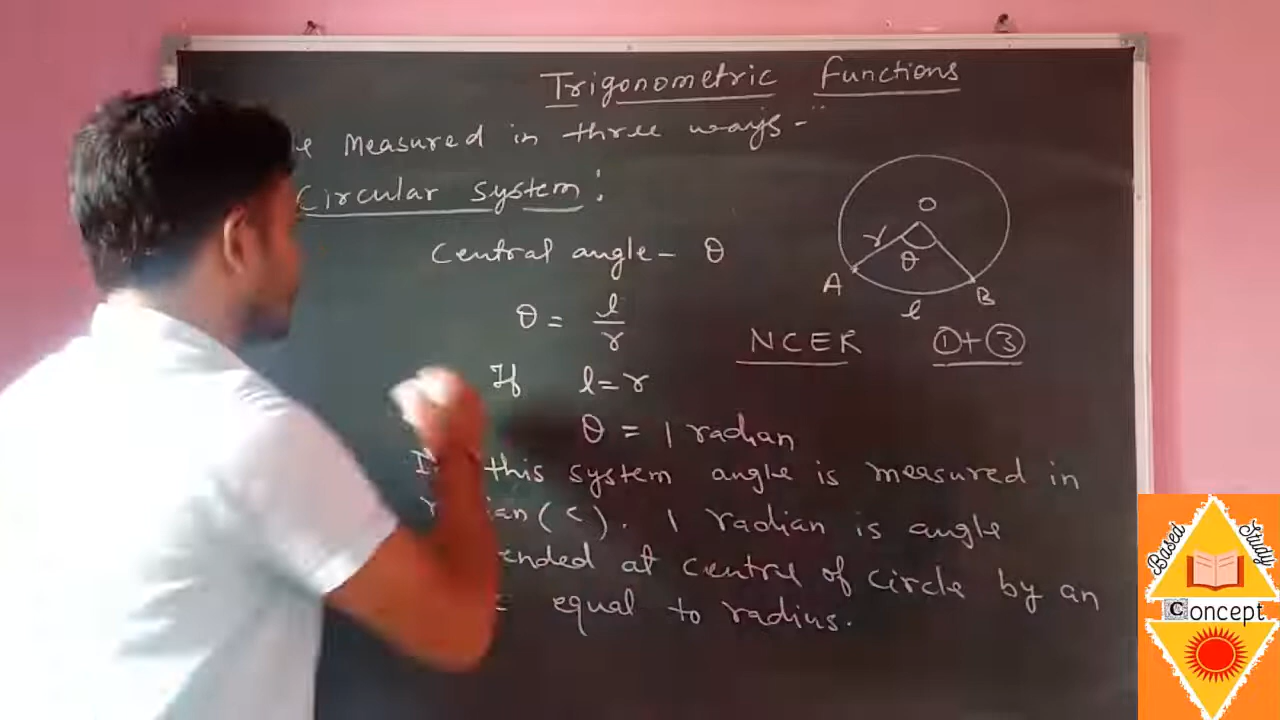 Trigonometric Functions
Measured in three ways -
Circular system:
Central angle - θ
θ = l/r
If l = r
θ = 1 radian
this system angle is measured in
(c). 1 radian is angle
at central of circle by an
equal to radius.
O
r
θ
A
B
l
NCER ①+③
Based Study
Concept